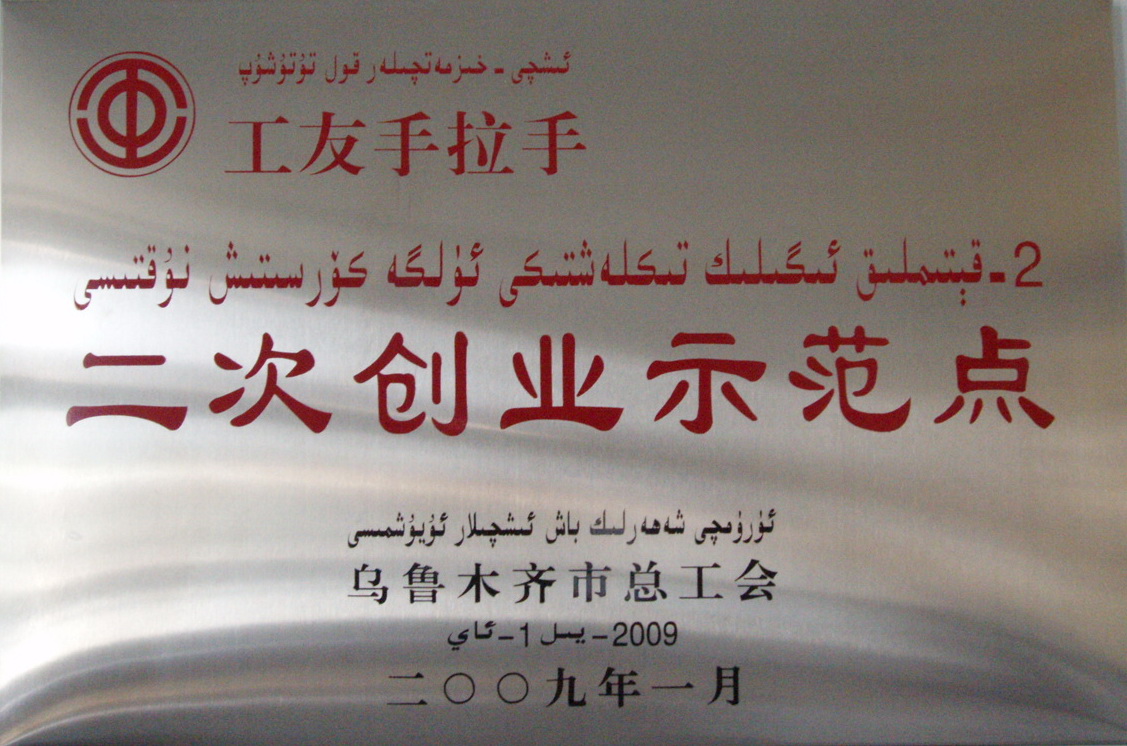 ئىشچى - خىزمەتچىلەر قول تۇتۇشۇپ
工友手拉手
2-قېتىملىق ئىگىلىك تىكلەشتىكى ئۈلگە كۆرسىتىش نۇقتىسى
二次创业示范点
ئۈرۈمچى شەھەرلىك باش ئىشچىلار ئۇيۇشمىسى
乌鲁木齐市总工会
2009-يىل 1-ئاي
二〇〇九年一月